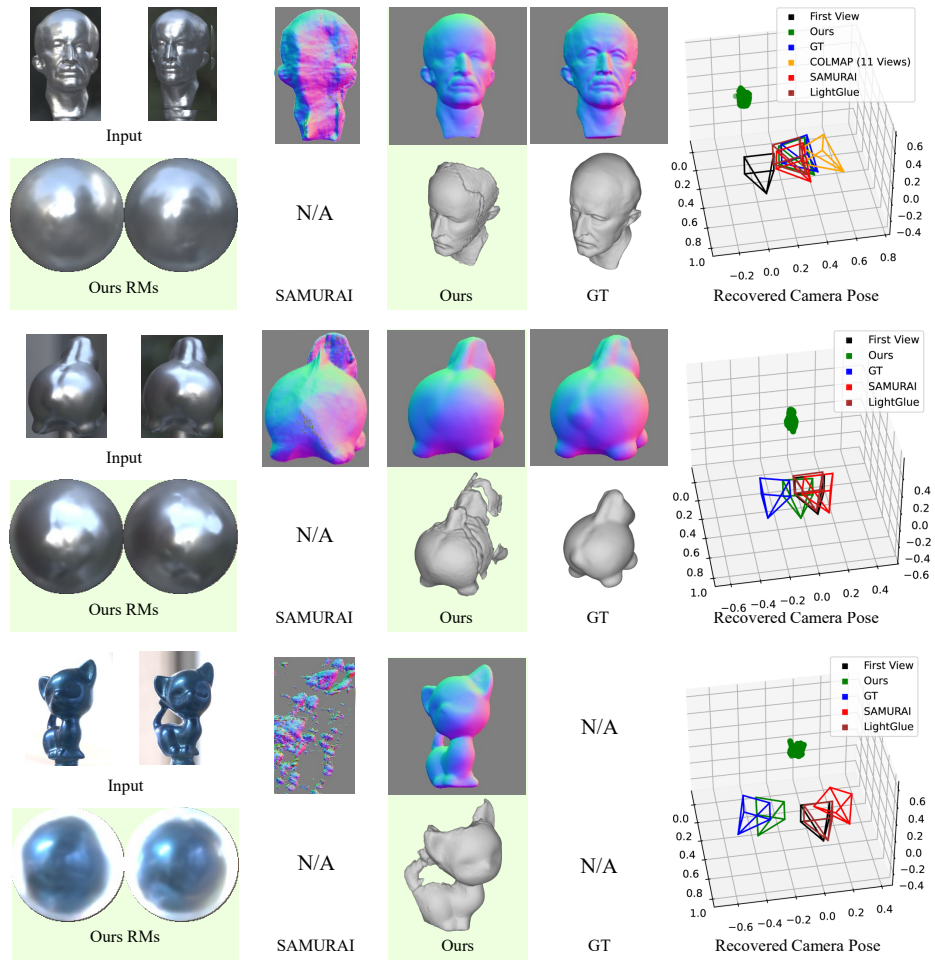 First View
Ours
GT
COLMAP (11 Views)
SAMURAI
LightGlue
Input
0.0
0.2
0.4
0.6
0.8
1.0
−0.2
0.0
0.2
0.4
0.6
0.8
0.6
0.4
0.2
0.0
−0.2
−0.4
N/A
Ours RMs
SAMURAI
Ours
GT
Recovered Camera Pose
First View
Ours
GT
SAMURAI
LightGlue
Input
0.0
0.2
0.4
0.6
0.8
1.0
−0.6
−0.4
−0.2
0.0
0.2
0.4
0.4
0.2
0.0
−0.2
−0.4
−0.6
N/A
Ours RMs
SAMURAI
Ours
GT
Recovered Camera Pose
First View
Ours
GT
SAMURAI
LightGlue
N/A
Input
0.0
0.2
0.4
0.6
0.8
1.0
−0.6
−0.4
−0.2
0.0
0.2
0.4
0.6
0.4
0.2
0.0
−0.2
−0.4
N/A
N/A
Ours RMs
SAMURAI
Ours
GT
Recovered Camera Pose